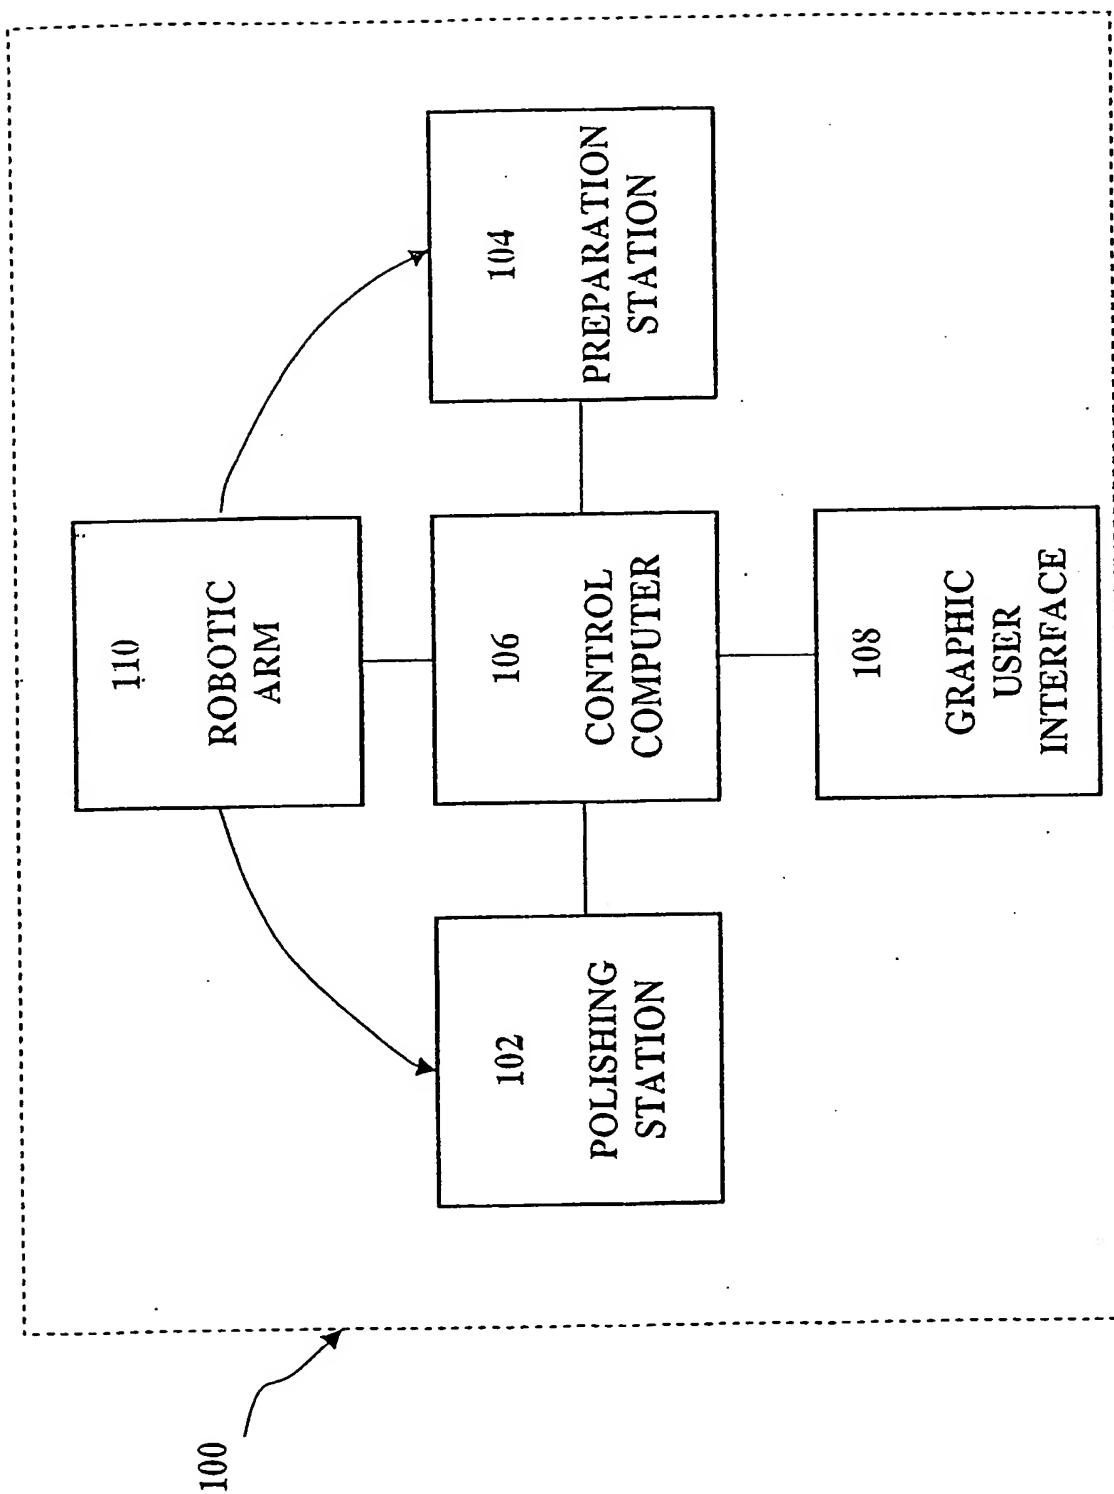 100
110
ROBOTIC
ARM
102
POLISHING
STATION
106
CONTROL
COMPUTER
104
PREPARATION
STATION
108
GRAPHIC
USER
INTERFACE